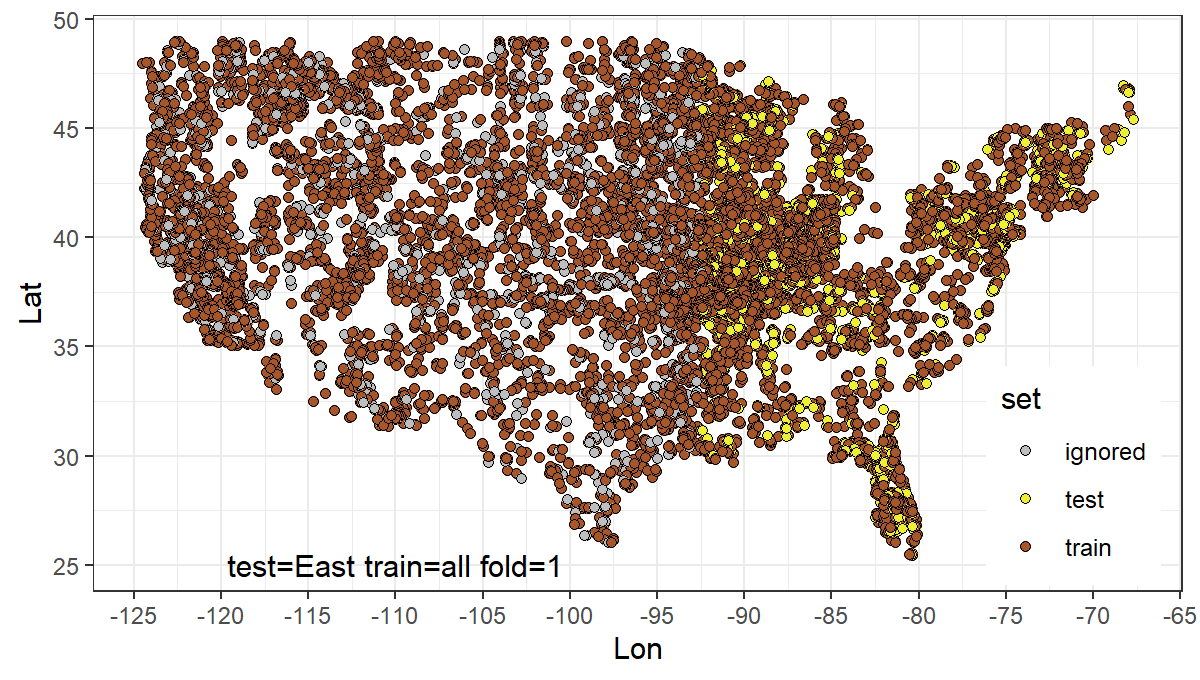 50
45
40
35
30
25
Lat
test=East train=all fold=1
set
ignored
test
train
-125 -120 -115 -110 -105 -100 -95 -90 -85 -80 -75 -70 -65
Lon